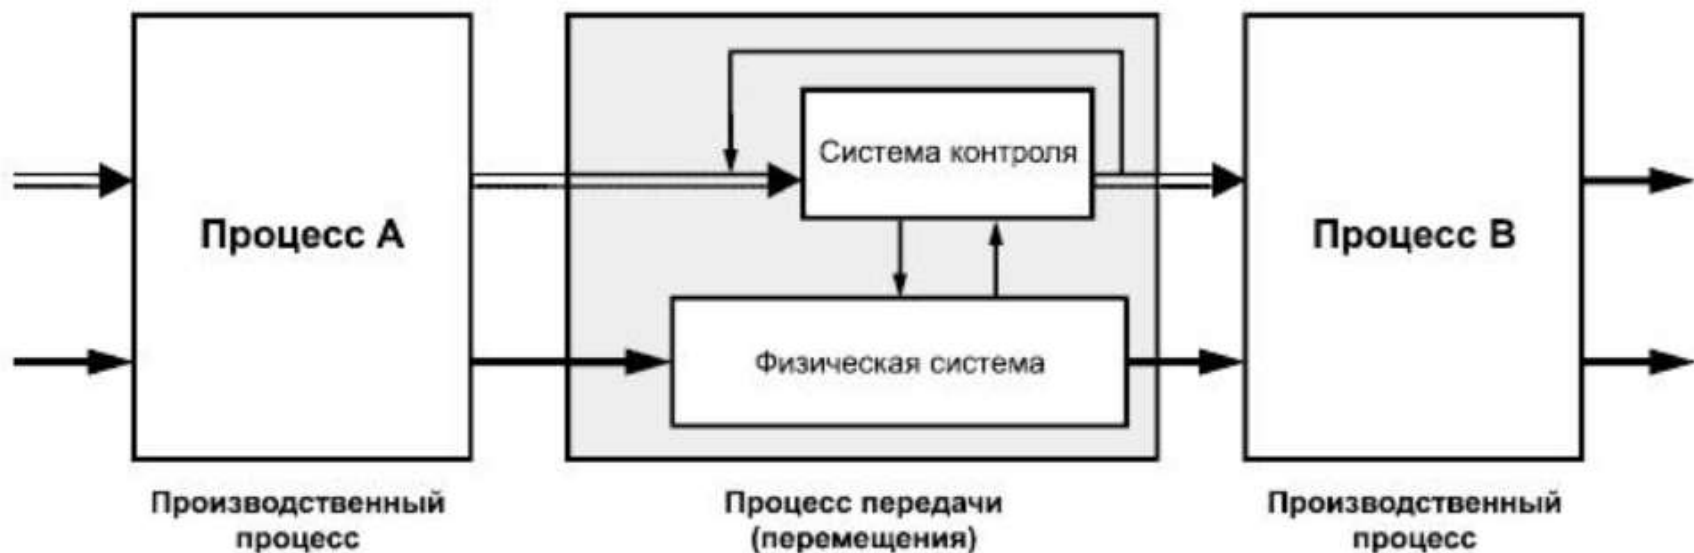 Система контроля
Процесс А
Процесс В
Физическая система
Производственный
процесс
Процесс передачи
(перемещения)
Производственный
процесс